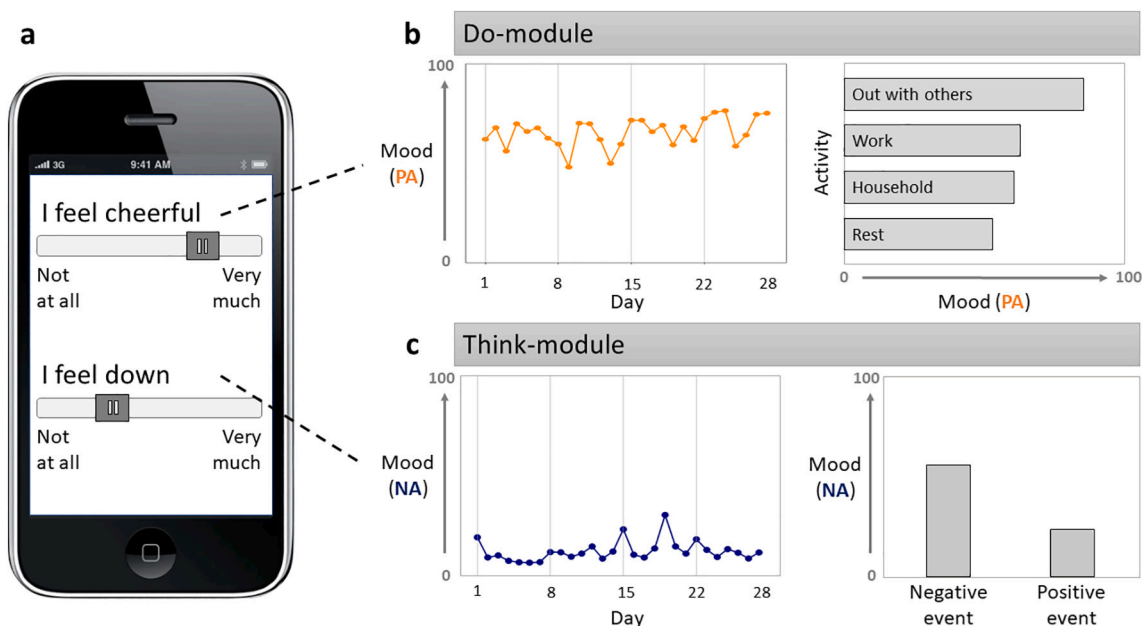 a
3G
9:41 AM
I feel cheerful
Not
at all
Very
much
I feel down
Not
at all
Very
much
b
Do-module
100
Mood
(PA)
0
1
8
15
22
28
Day
Activity
Out with others
Work
Household
Rest
0
100
Mood (PA)
c
Think-module
100
Mood
(NA)
0
1
8
15
22
28
Day
100
Mood
(NA)
0
Negative
event
Positive
event